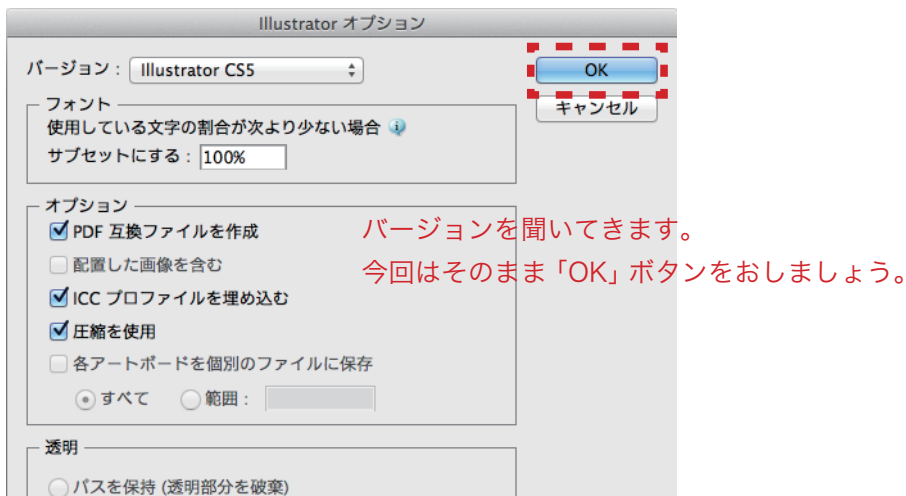 Illustrator オプション
バージョン： Illustrator CS5
OK
キャンセル
フォント
使用している文字の割合が次より少ない場合
サブセットにする： 100%
オプション
PDF 互換ファイルを作成
配置した画像を含む
ICC プロファイルを埋め込む
圧縮を使用
各アートボードを個別のファイルに保存
すべて 範囲：
バージョンを聞いてきます。
今回はそのまま「OK」ボタンをおしましょう。
透明
パスを保持 (透明部分を破棄)